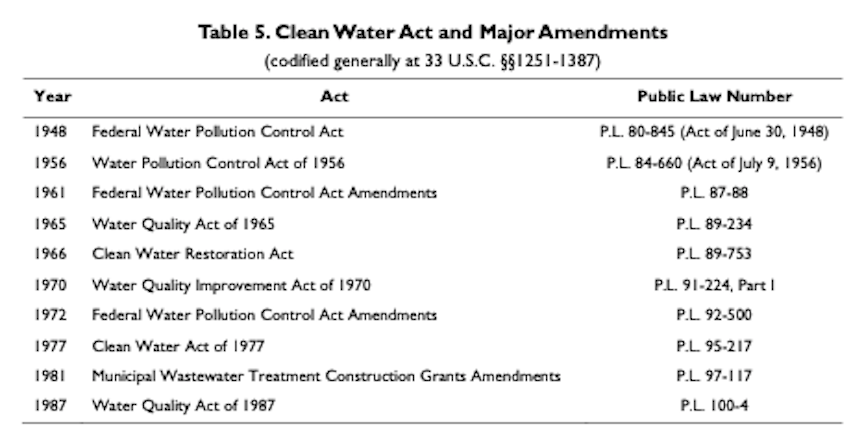 Table 5. Clean Water Act and Major Amendments
(codified generally at 33 U.S.C. §§1251-1387)
Year Act Public Law Number
1948 Federal Water Pollution Control Act P.L. 80-845 (Act of June 30, 1948)
1956 Water Pollution Control Act of 1956 P.L. 84-660 (Act of July 9, 1956)
1961 Federal Water Pollution Control Act Amendments P.L. 87-88
1965 Water Quality Act of 1965 P.L. 89-234
1966 Clean Water Restoration Act P.L. 89-753
1970 Water Quality Improvement Act of 1970 P.L. 91-224, Part I
1972 Federal Water Pollution Control Act Amendments P.L. 92-500
1977 Clean Water Act of 1977 P.L. 95-217
1981 Municipal Wastewater Treatment Construction Grants Amendments P.L. 97-117
1987 Water Quality Act of 1987 P.L. 100-4